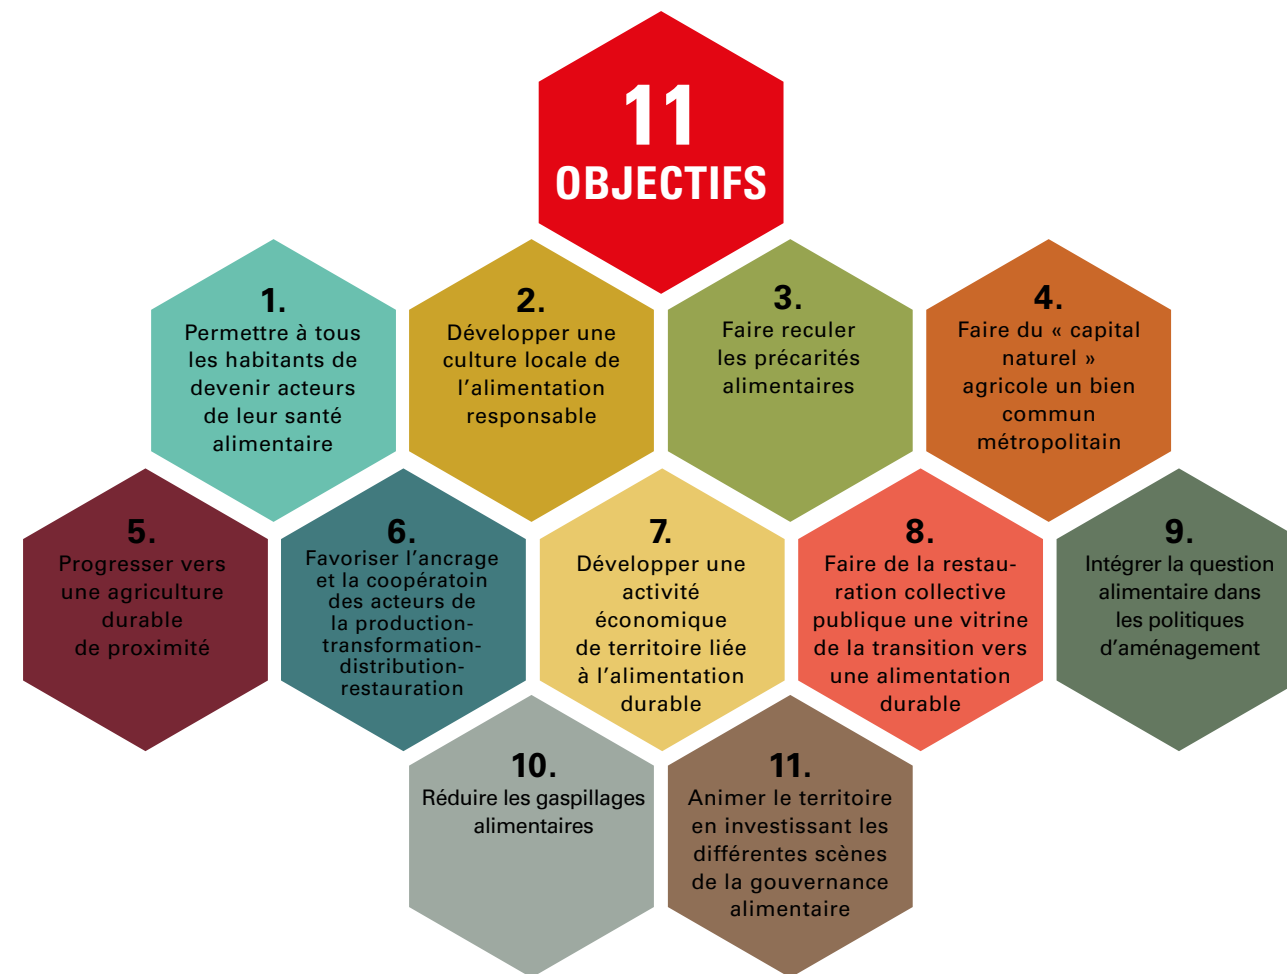 11
OBJECTIFS
1.
Permettre à tous
les habitants de
devenir acteurs
de leur santé
alimentaire
2.
Développer une
culture locale de
l’alimentation
responsable
3.
Faire reculer
les précarités
alimentaires
4.
Faire du « capital
naturel »
agricole un bien
commun
métropolitain
5.
Progresser vers
une agriculture
durable
de proximité
6.
Favoriser l’ancrage
et la coopératoin
des acteurs de
la production-
transformation-
distribution-
restauration
7.
Développer une
activité
économique
de territoire liée
à l’alimentation
durable
8.
Faire de la restau-
ration collective
publique une vitrine
de la transition vers
une alimentation
durable
9.
Intégrer la question
alimentaire dans
les politiques
d’aménagement
10.
Réduire les gaspillages
alimentaires
11.
Animer le territoire
en investissant les
différentes scènes
de la gouvernance
alimentaire